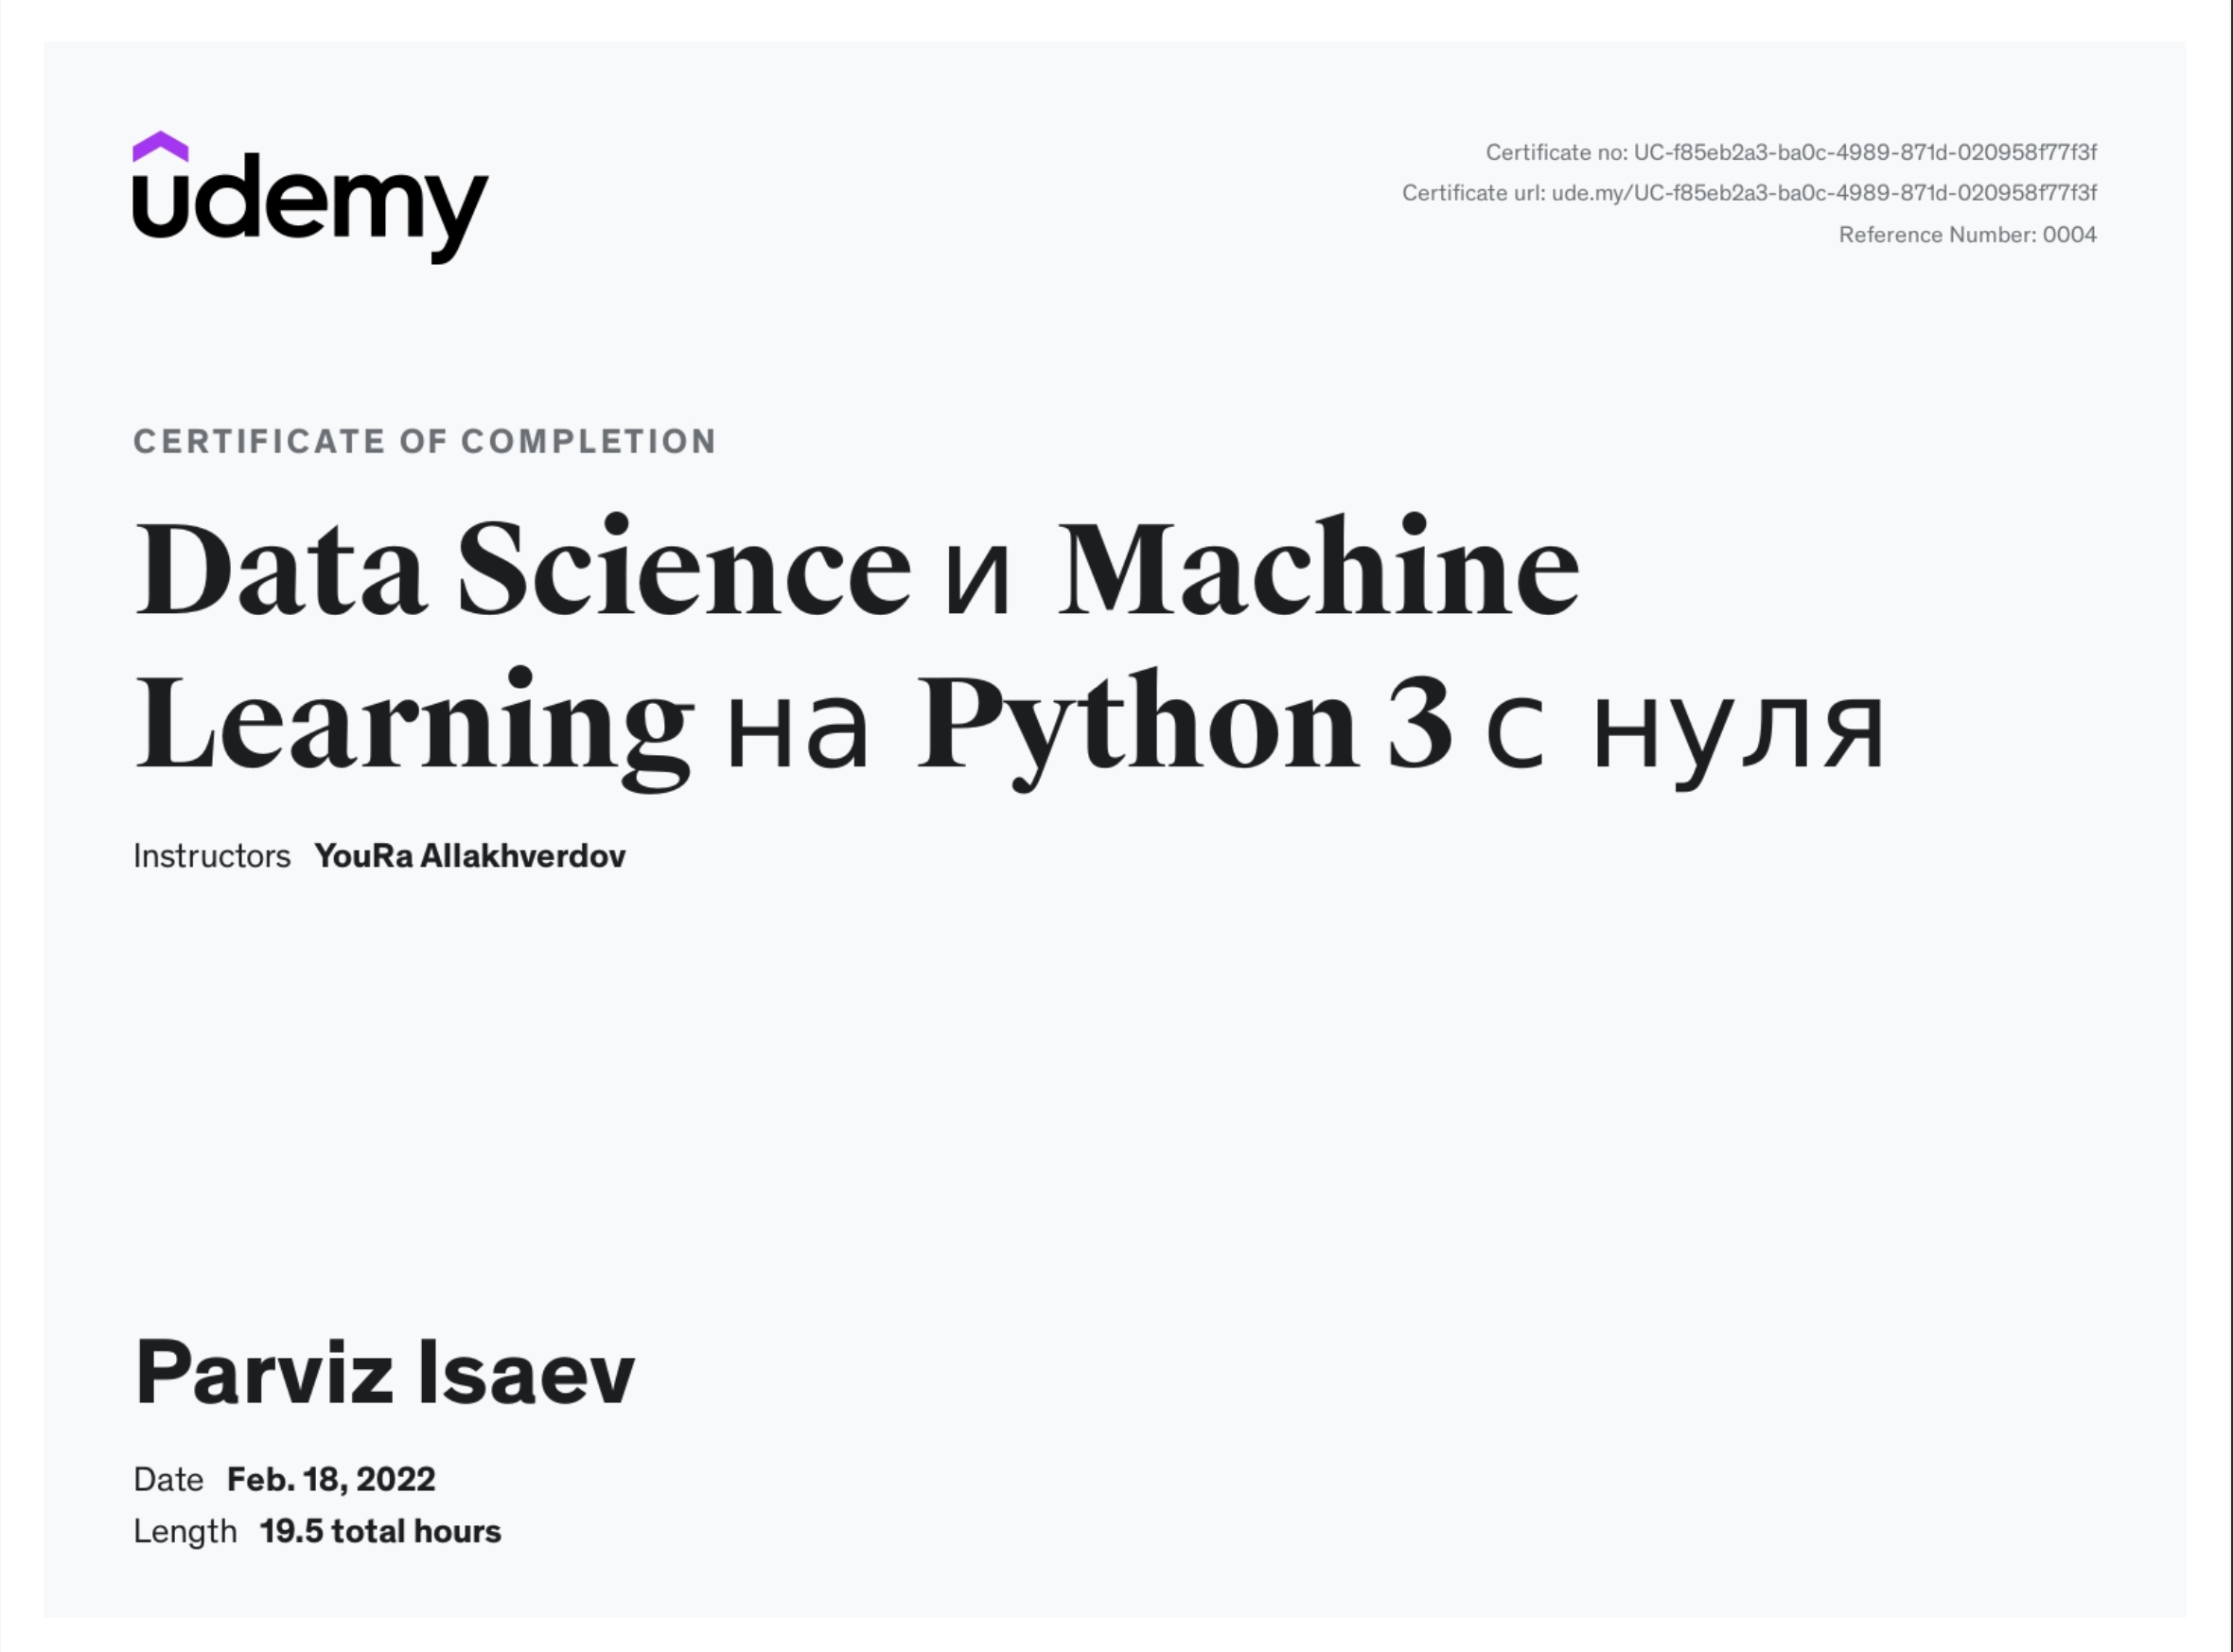 udemy
Certificate no: UC-f85eb2a3-ba0c-4989-871d-020958f77f3f
Certificate url: ude.my/UC-f85eb2a3-ba0c-4989-871d-020958f77f3f
Reference Number: 0004
CERTIFICATE OF COMPLETION
Data Science и Machine
Learning на Python 3 с нуля
Instructors YouRa Allakhverdov
Parviz Isaev
Date Feb. 18, 2022
Length 19.5 total hours